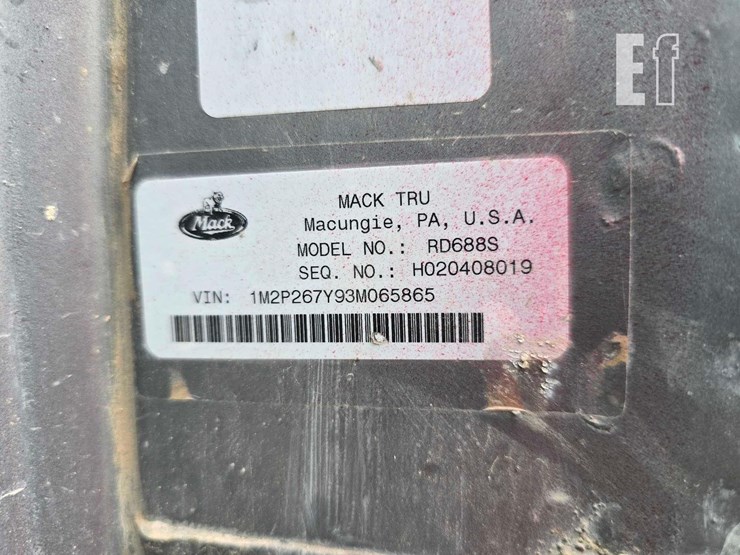 Ef
MACK TRU
Mack
Macungie, PA, U.S.A.
MODEL NO.: RD688S
SEQ. NO.: H020408019
VIN: 1M2P267Y93M065865